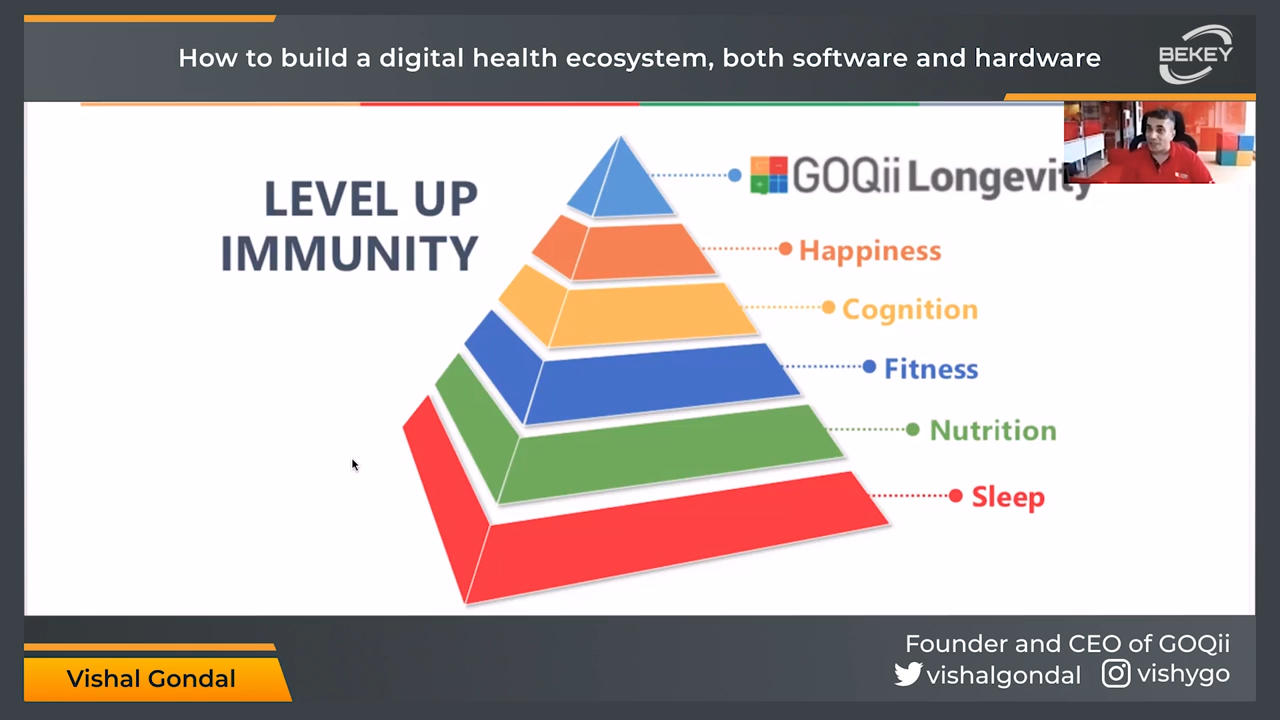 How to build a digital health ecosystem, both software and hardware
BEKEY
LEVEL UP
IMMUNITY
GOQii Longevity
Happiness
Cognition
Fitness
Nutrition
Sleep
Vishal Gondal
Founder and CEO of GOQii
vishalgondal vishygo